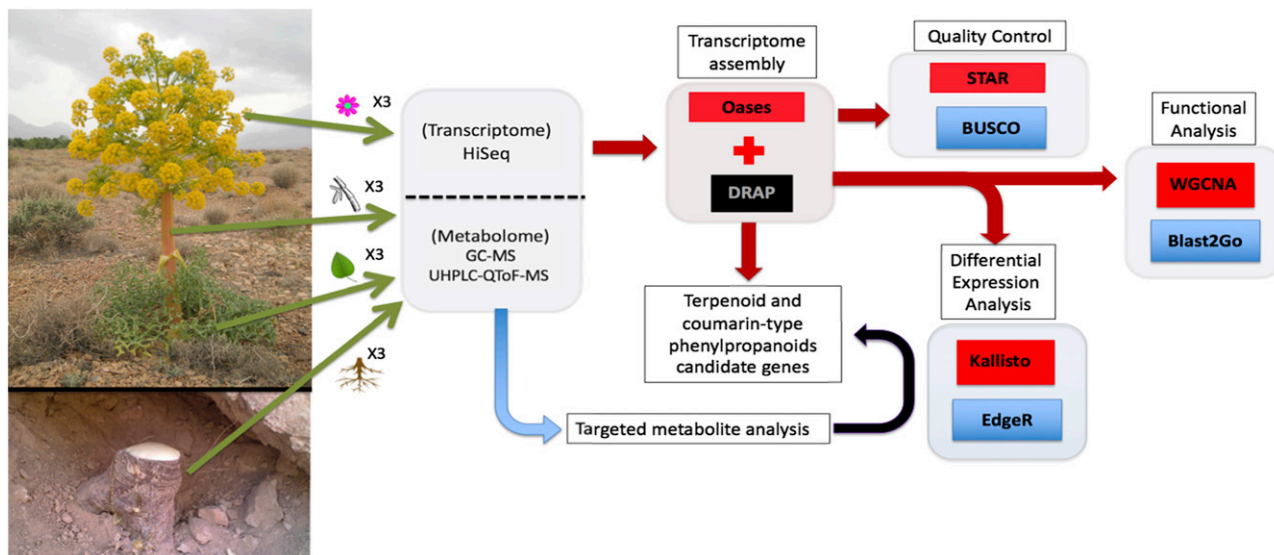 X3
X3
X3
X3
(Transcriptome)
HiSeq
(Metabolome)
GC-MS
UHPLC-QToF-MS
Transcriptome
assembly
Oases
DRAP
Quality Control
STAR
BUSCO
Functional
Analysis
WGCNA
Blast2Go
Differential
Expression
Analysis
Kallisto
EdgeR
Terpenoid and
coumarin-type
phenylpropanoids
candidate genes
Targeted metabolite analysis